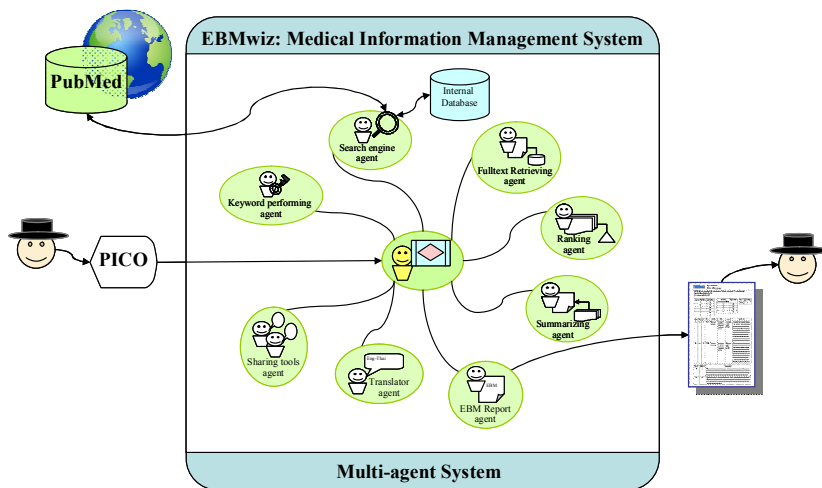 EBMwiz: Medical Information Management System
PubMed
Internal
Database
Search engine
agent
Fulltext Retrieving
agent
Keyword performing
agent
Ranking
agent
PICO
Summarizing
agent
Sharing tools
agent
Eng-Thai
Translator
agent
EBM
EBM Report
agent
Multi-agent System